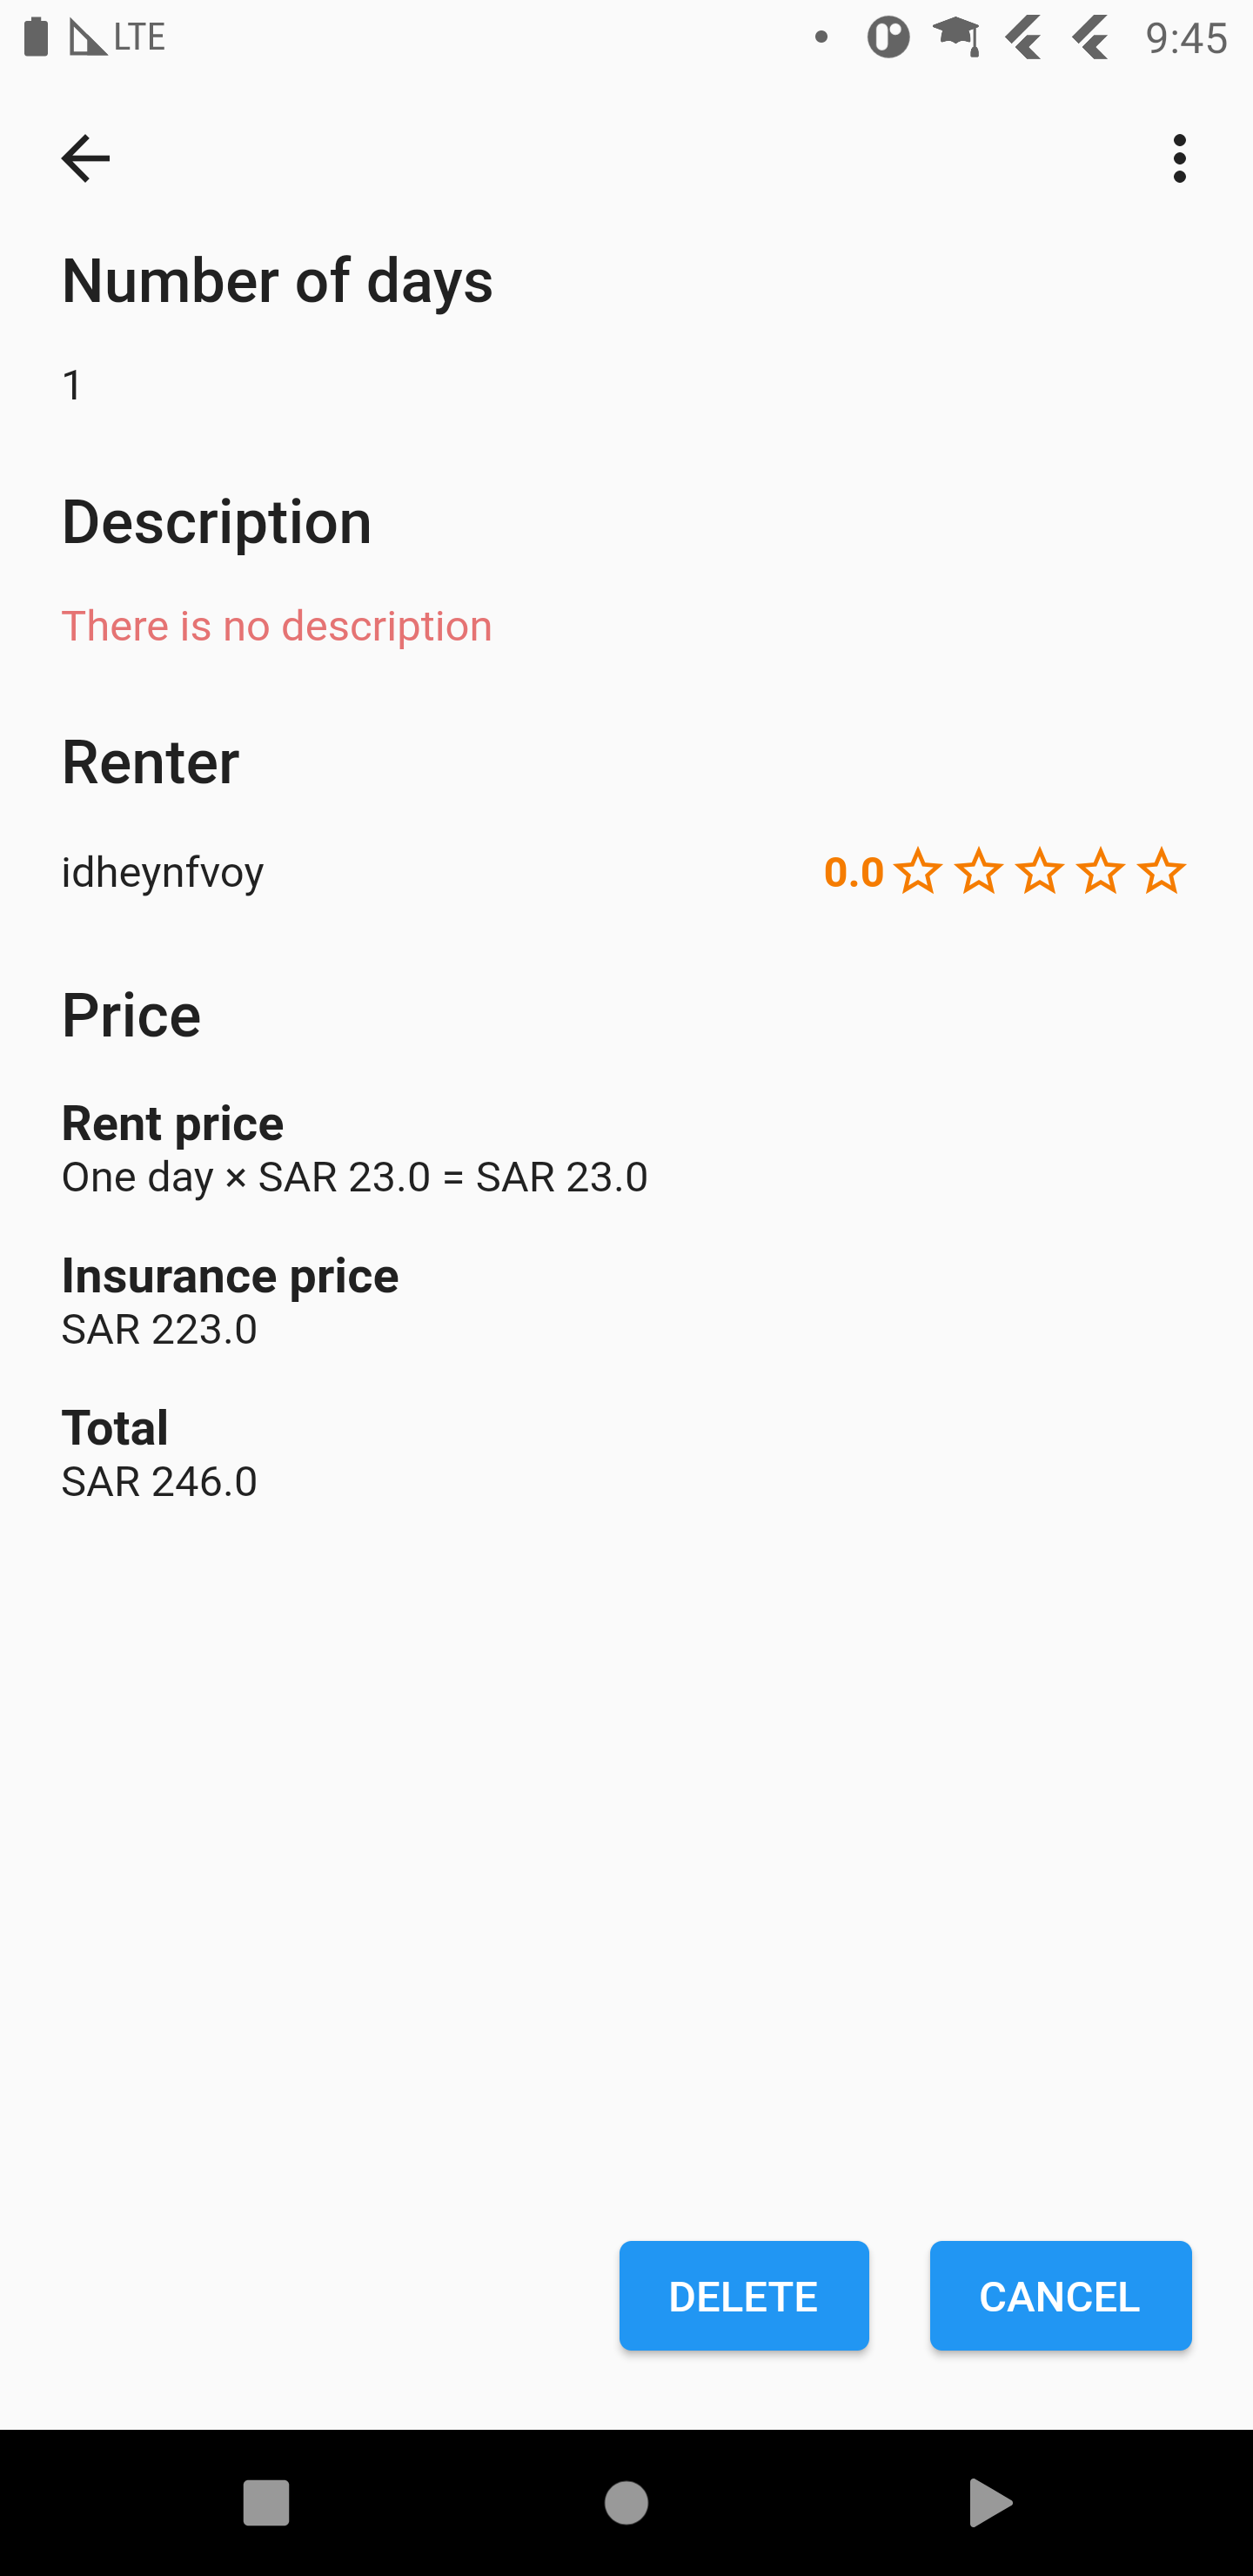 LTE
9:45
Number of days
1
Description
There is no description
Renter
idheynfvoy
0.0
Price
Rent price
One day × SAR 23.0 = SAR 23.0
Insurance price
SAR 223.0
Total
SAR 246.0
DELETE
CANCEL